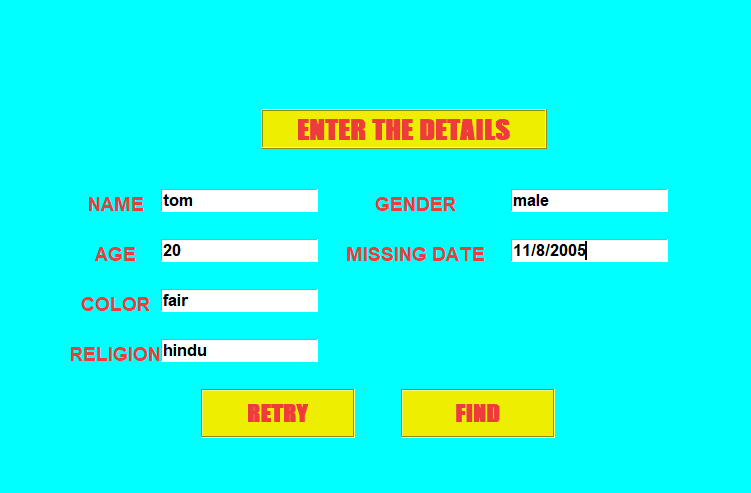 ENTER THE DETAILS
NAME tom GENDER male
AGE 20 MISSING DATE 11/8/2005
COLOR fair
RELIGION hindu
RETRY FIND